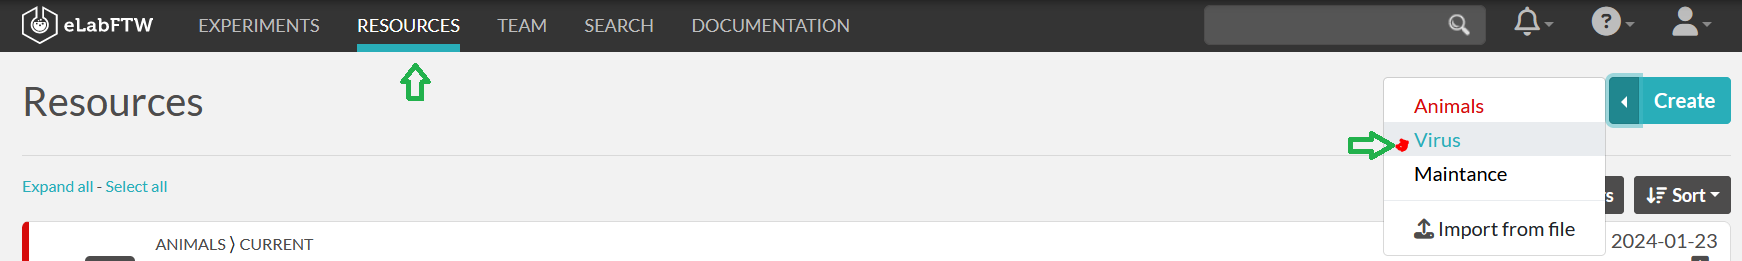 eLabFTW EXPERIMENTS RESOURCES TEAM SEARCH DOCUMENTATION
Resources
Create
Animals
Virus
Maintance
Import from file
Expand all - Select all
s Sort
ANIMALS ⟩ CURRENT
2024-01-23